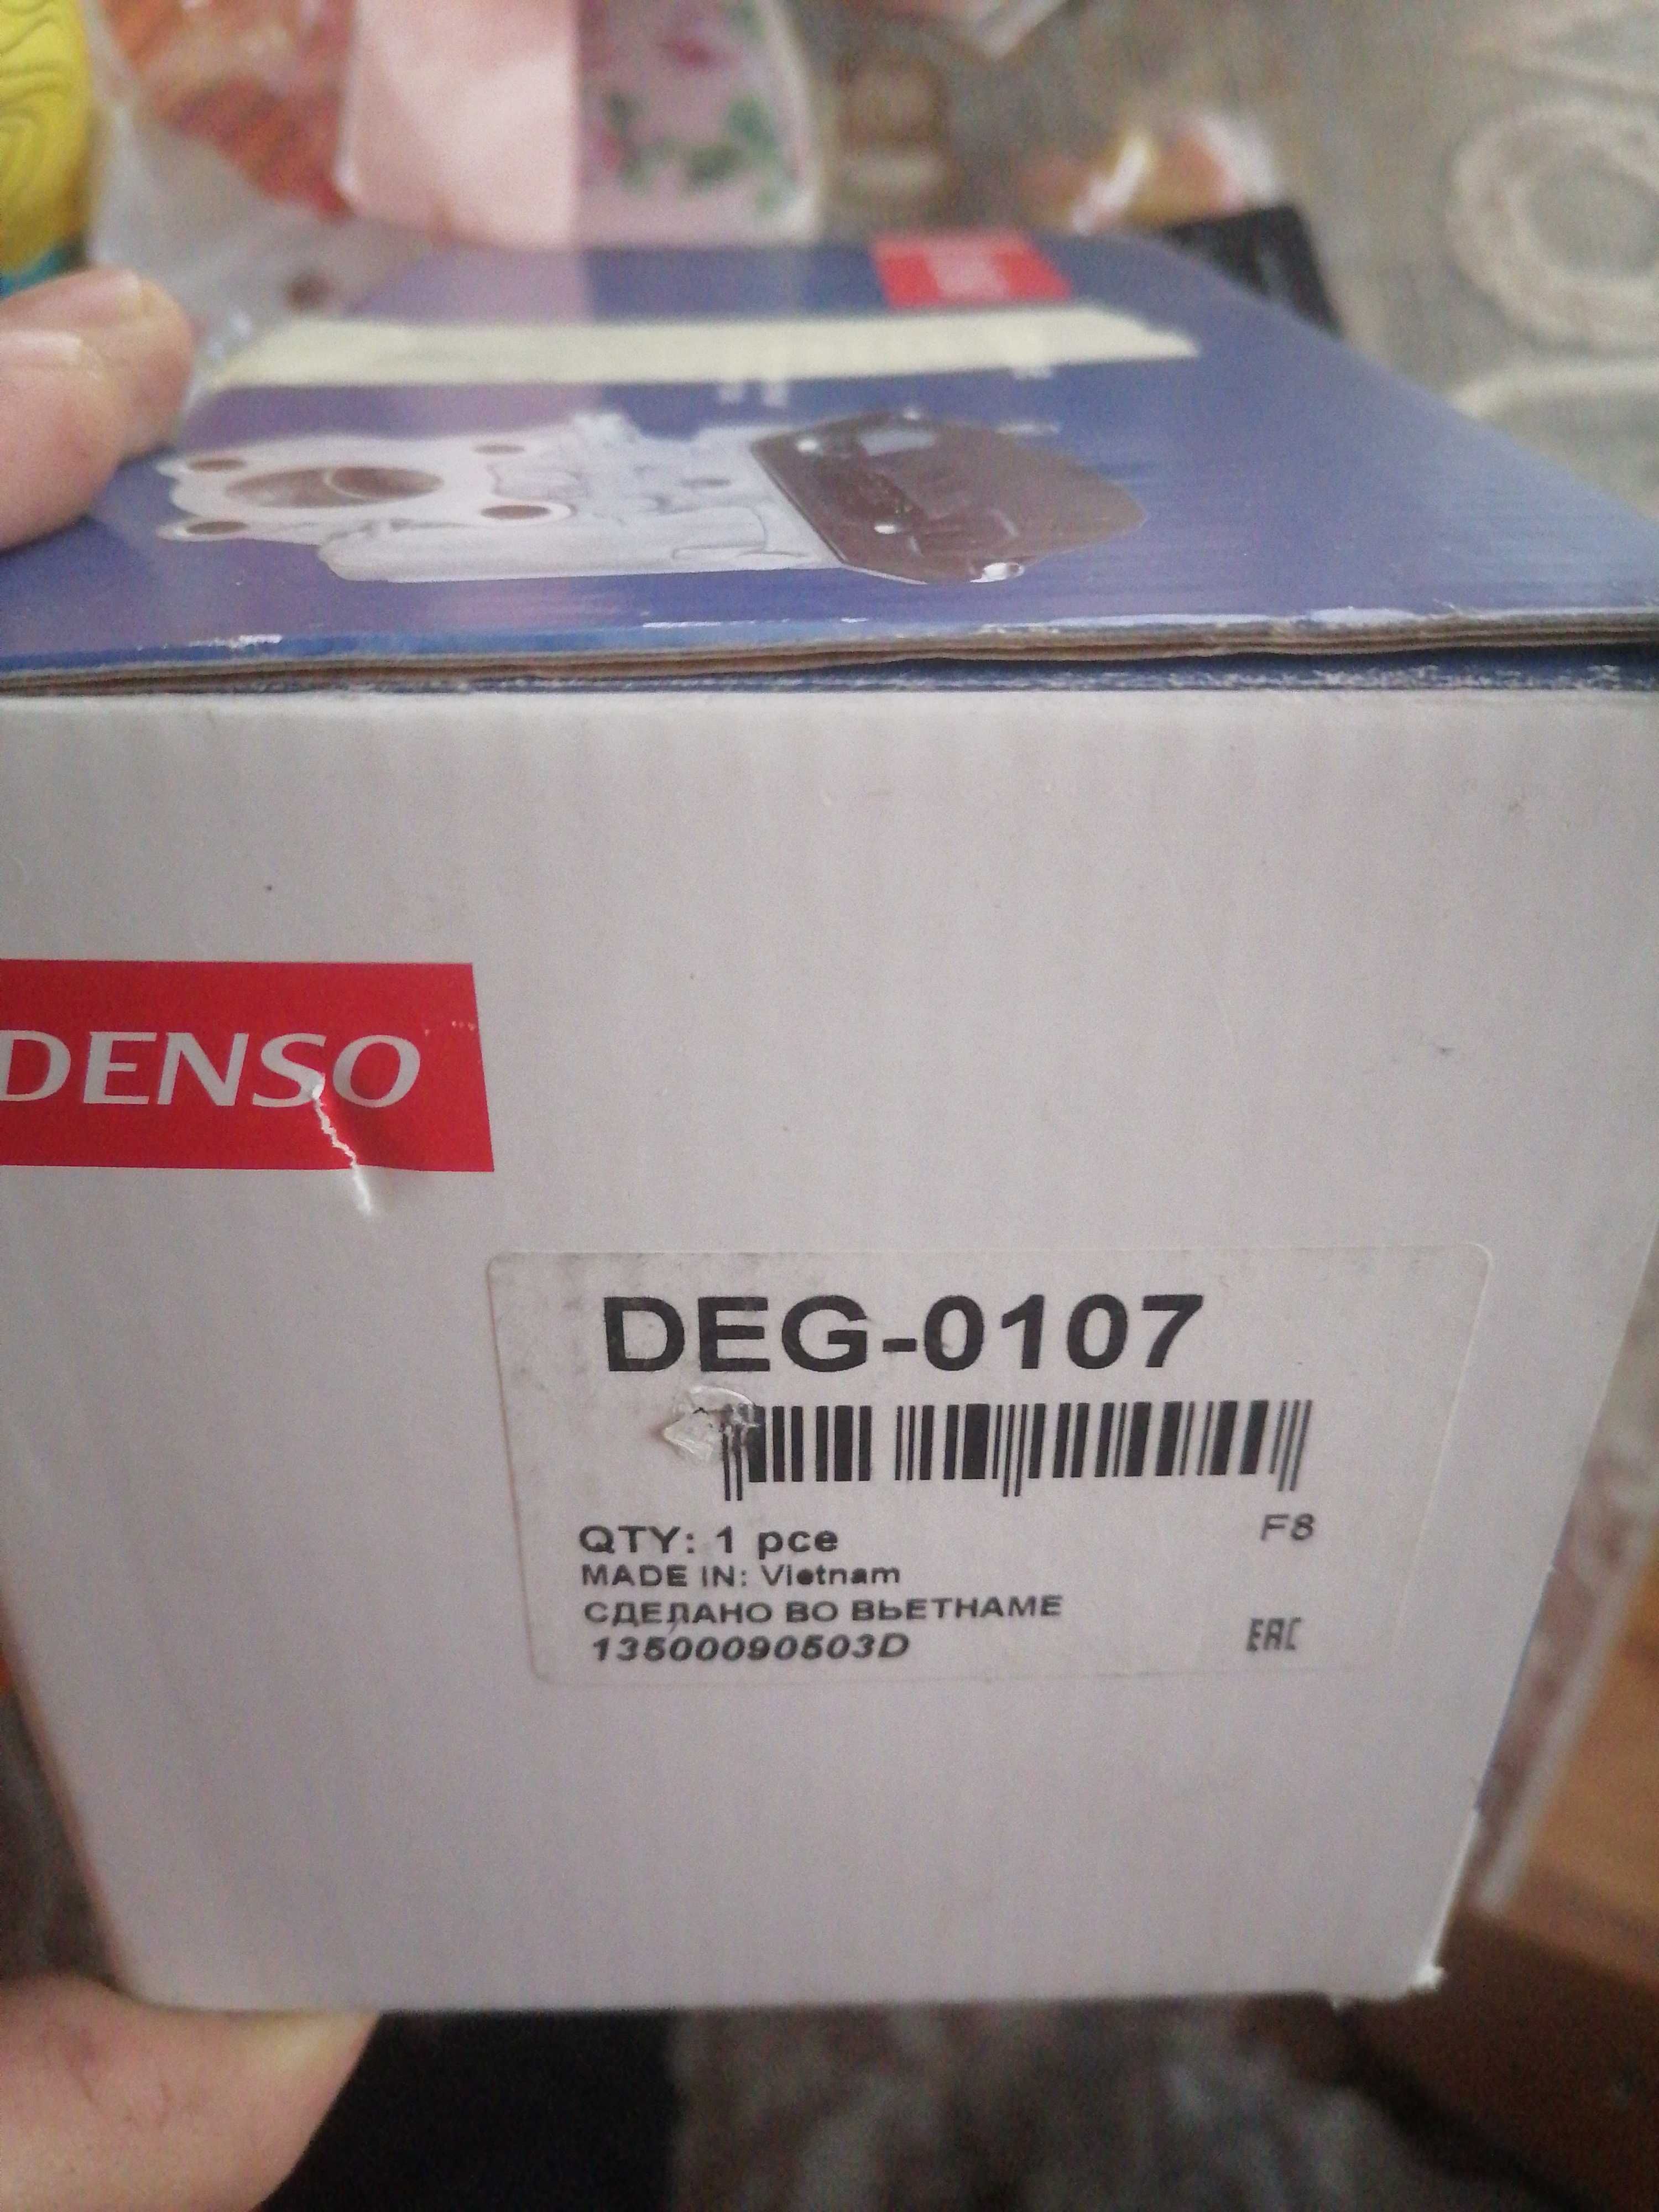 DENSO
DEG-0107
QTY: 1 pce
F8
MADE IN: Vietnam
СДЕЛАНО ВО ВЬЕТНАМЕ
13500090503D
EAC